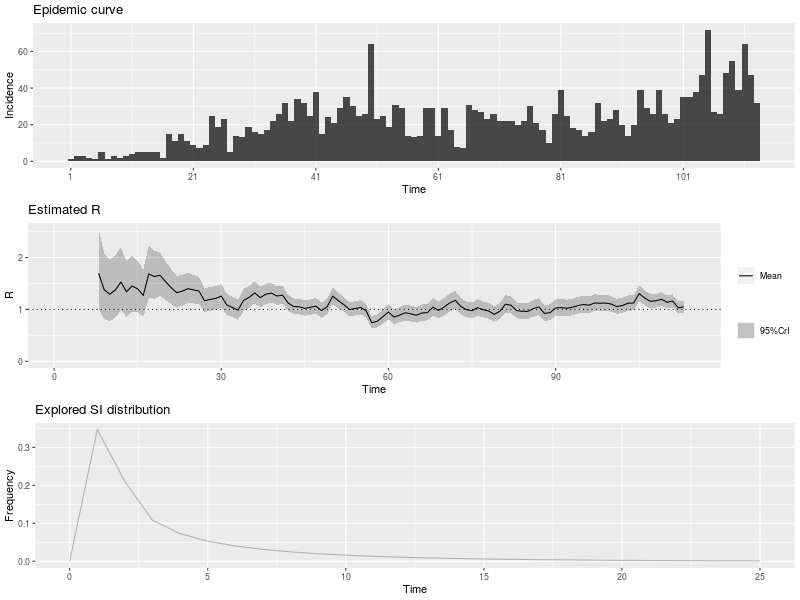 Epidemic curve
Incidence
60
40
20
0
1 21 41 61 81 101
Time
Estimated R
R
2
1
0
0 30 60 90
Time
Mean
95%CrI
Explored SI distribution
Frequency
0.3
0.2
0.1
0.0
0 5 10 15 20 25
Time